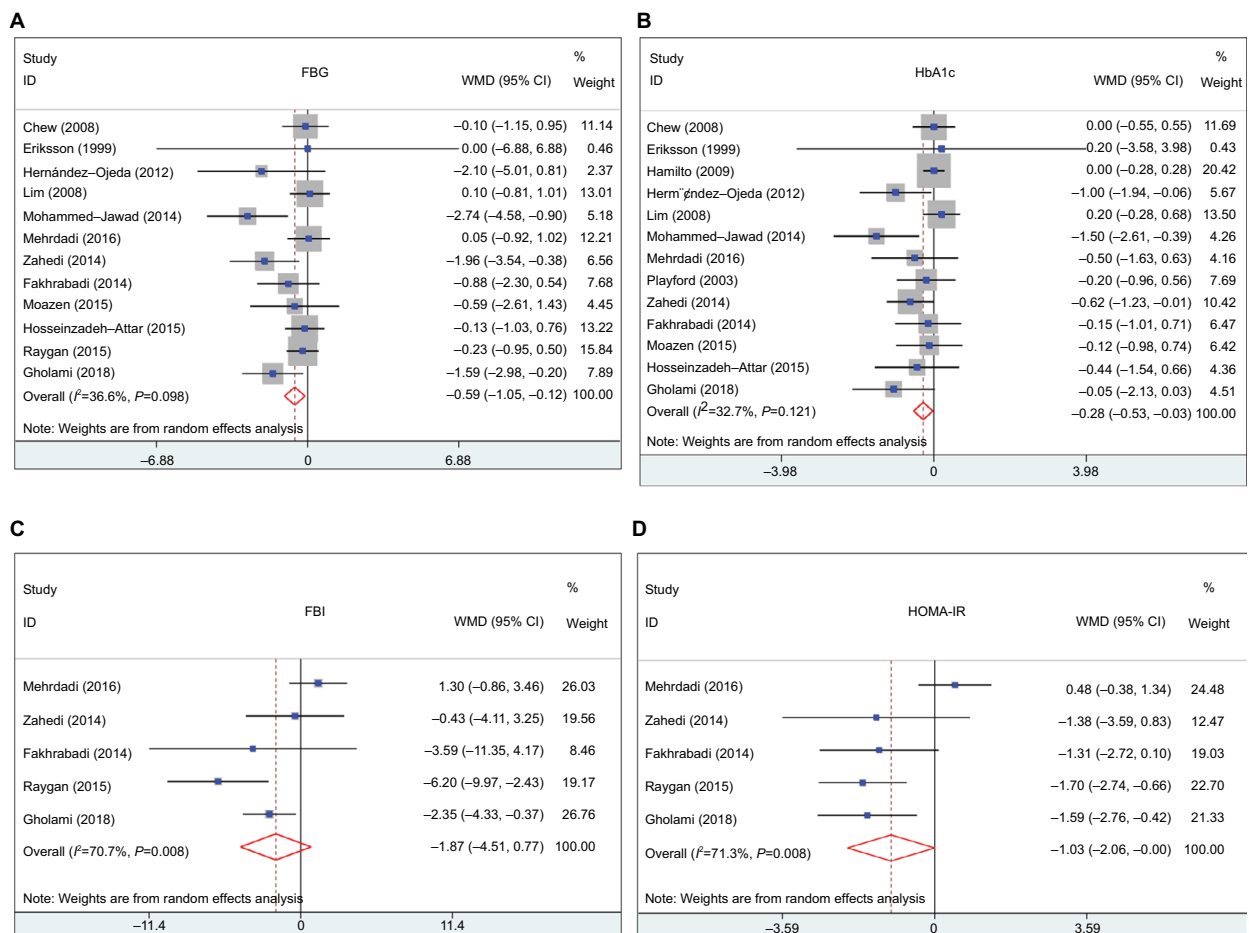 A
Study %
ID FBG WMD (95% CI) Weight
Chew (2008) –0.10 (–1.15, 0.95) 11.14
Eriksson (1999) 0.00 (–6.88, 6.88) 0.46
Hernández–Ojeda (2012) –2.10 (–5.01, 0.81) 2.37
Lim (2008) 0.10 (–0.81, 1.01) 13.01
Mohammed–Jawad (2014) –2.74 (–4.58, –0.90) 5.18
Mehrdadi (2016) 0.05 (–0.92, 1.02) 12.21
Zahedi (2014) –1.96 (–3.54, –0.38) 6.56
Fakhrabadi (2014) –0.88 (–2.30, 0.54) 7.68
Moazen (2015) –0.59 (–2.61, 1.43) 4.45
Hosseinzadeh–Attar (2015) –0.13 (–1.03, 0.76) 13.22
Raygan (2015) –0.23 (–0.95, 0.50) 15.84
Gholami (2018) –1.59 (–2.98, –0.20) 7.89
Overall (I²=36.6%, P=0.098) –0.59 (–1.05, –0.12) 100.00
Note: Weights are from random effects analysis
–6.88 0 6.88
B
Study %
ID HbA1c WMD (95% CI) Weight
Chew (2008) 0.00 (–0.55, 0.55) 11.69
Eriksson (1999) 0.20 (–3.58, 3.98) 0.43
Hamilto (2009) 0.00 (–0.28, 0.28) 20.42
Herm¨¢ndez-Ojeda (2012) –1.00 (–1.94, –0.06) 5.67
Lim (2008) 0.20 (–0.28, 0.68) 13.50
Mohammed–Jawad (2014) –1.50 (–2.61, –0.39) 4.26
Mehrdadi (2016) –0.50 (–1.63, 0.63) 4.16
Playford (2003) –0.20 (–0.96, 0.56) 7.69
Zahedi (2014) –0.62 (–1.23, –0.01) 10.42
Fakhrabadi (2014) –0.15 (–1.01, 0.71) 6.47
Moazen (2015) –0.12 (–0.98, 0.74) 6.42
Hosseinzadeh–Attar (2015) –0.44 (–1.54, 0.66) 4.36
Gholami (2018) –0.05 (–2.13, 0.03) 4.51
Overall (I²=32.7%, P=0.121) –0.28 (–0.53, –0.03) 100.00
Note: Weights are from random effects analysis
–3.98 0 3.98
C
Study %
ID FBI WMD (95% CI) Weight
Mehrdadi (2016) 1.30 (–0.86, 3.46) 26.03
Zahedi (2014) –0.43 (–4.11, 3.25) 19.56
Fakhrabadi (2014) –3.59 (–11.35, 4.17) 8.46
Raygan (2015) –6.20 (–9.97, –2.43) 19.17
Gholami (2018) –2.35 (–4.33, –0.37) 26.76
Overall (I²=70.7%, P=0.008) –1.87 (–4.51, 0.77) 100.00
Note: Weights are from random effects analysis
–11.4 0 11.4
D
Study %
ID HOMA-IR WMD (95% CI) Weight
Mehrdadi (2016) 0.48 (–0.38, 1.34) 24.48
Zahedi (2014) –1.38 (–3.59, 0.83) 12.47
Fakhrabadi (2014) –1.31 (–2.72, 0.10) 19.03
Raygan (2015) –1.70 (–2.74, –0.66) 22.70
Gholami (2018) –1.59 (–2.76, –0.42) 21.33
Overall (I²=71.3%, P=0.008) –1.03 (–2.06, –0.00) 100.00
Note: Weights are from random effects analysis
–3.59 0 3.59